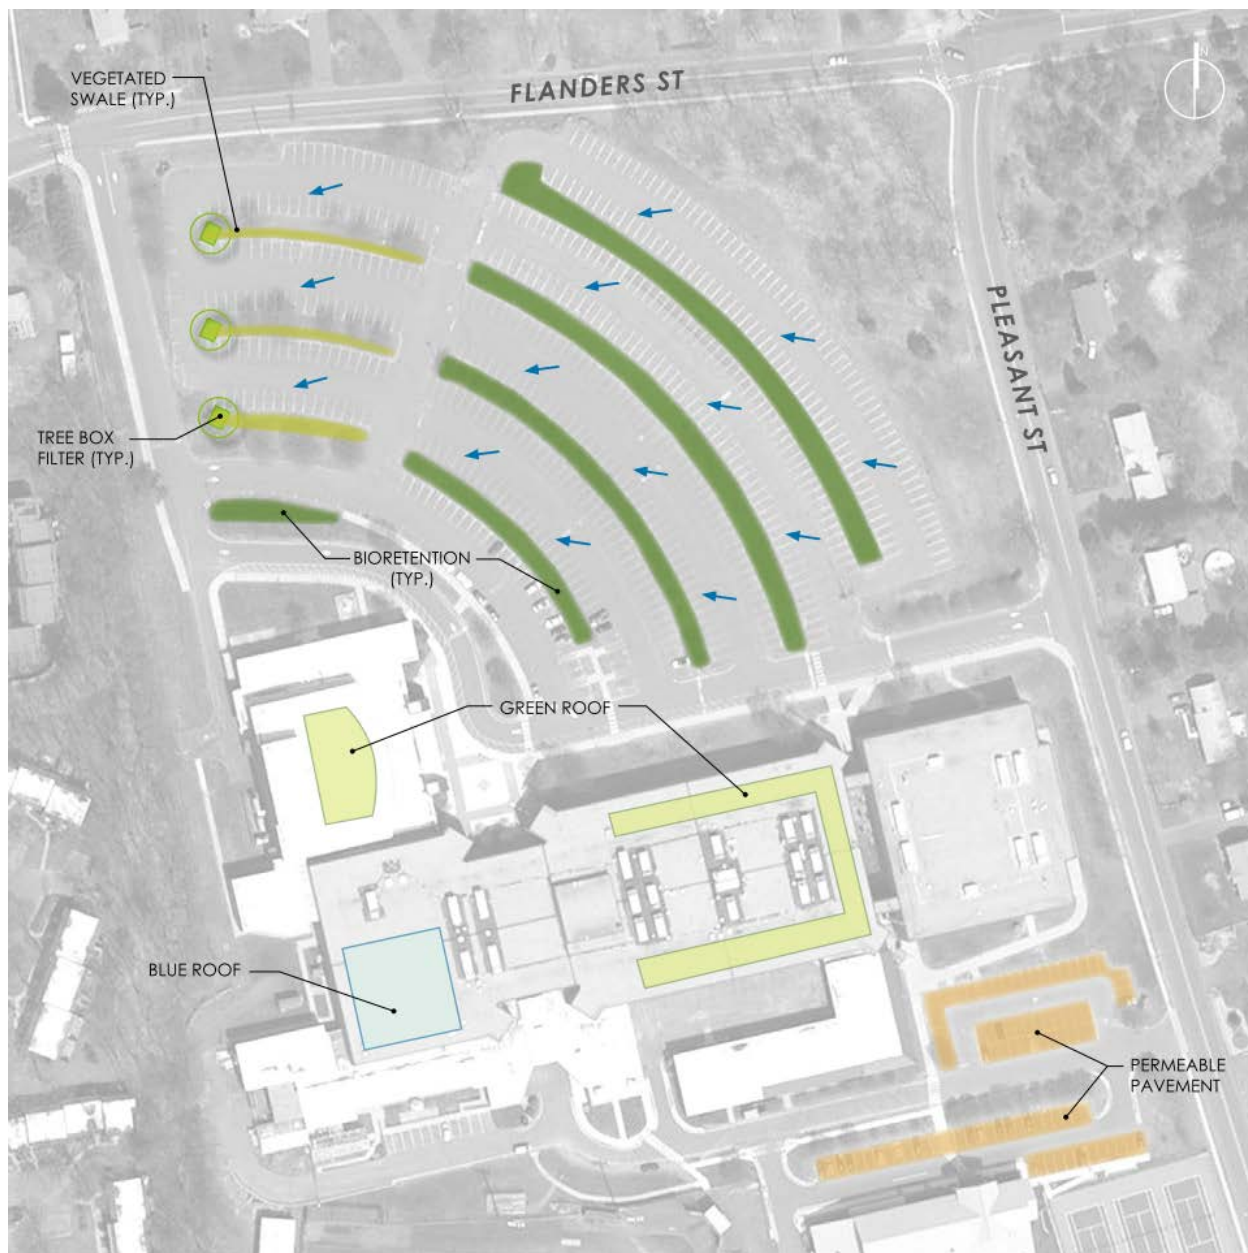 VEGETATED
SWALE (TYP.)
FLANDERS ST
N
PLEASANT ST
TREE BOX
FILTER (TYP.)
BIORETENTION
(TYP.)
GREEN ROOF
BLUE ROOF
PERMEABLE
PAVEMENT